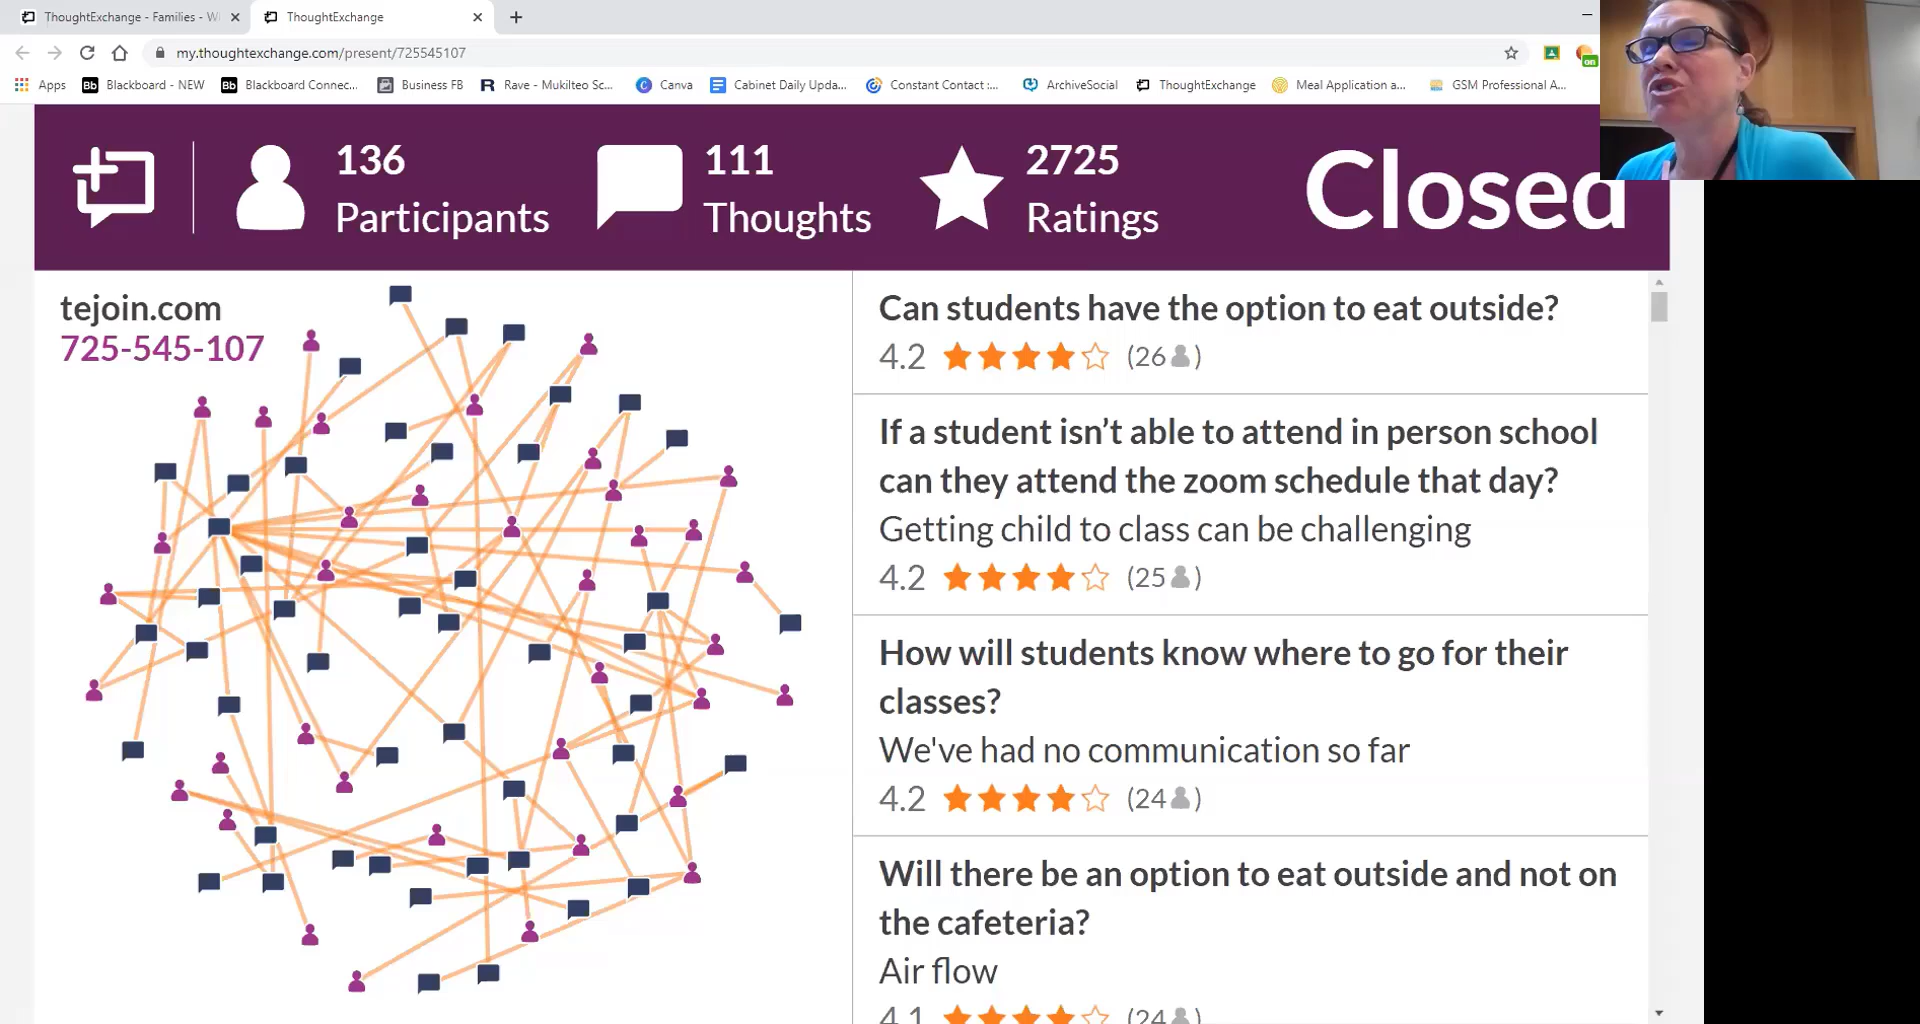 ThoughtExchange - Families - W
ThoughtExchange
my.thoughtexchange.com/present/725545107
Apps
Bb Blackboard - NEW
Bb Blackboard Connec...
Business FB
R Rave - Mukilteo Sc...
C Canva
Cabinet Daily Upda...
Constant Contact :...
ArchiveSocial
ThoughtExchange
Meal Application a...
GSM Professional A...
on
136
Participants
111
Thoughts
2725
Ratings
Closed
tejoin.com
725-545-107
Can students have the option to eat outside?
4.2 (26)
If a student isn’t able to attend in person school
can they attend the zoom schedule that day?
Getting child to class can be challenging
4.2 (25)
How will students know where to go for their
classes?
We've had no communication so far
4.2 (24)
Will there be an option to eat outside and not on
the cafeteria?
Air flow
4.1 (24)